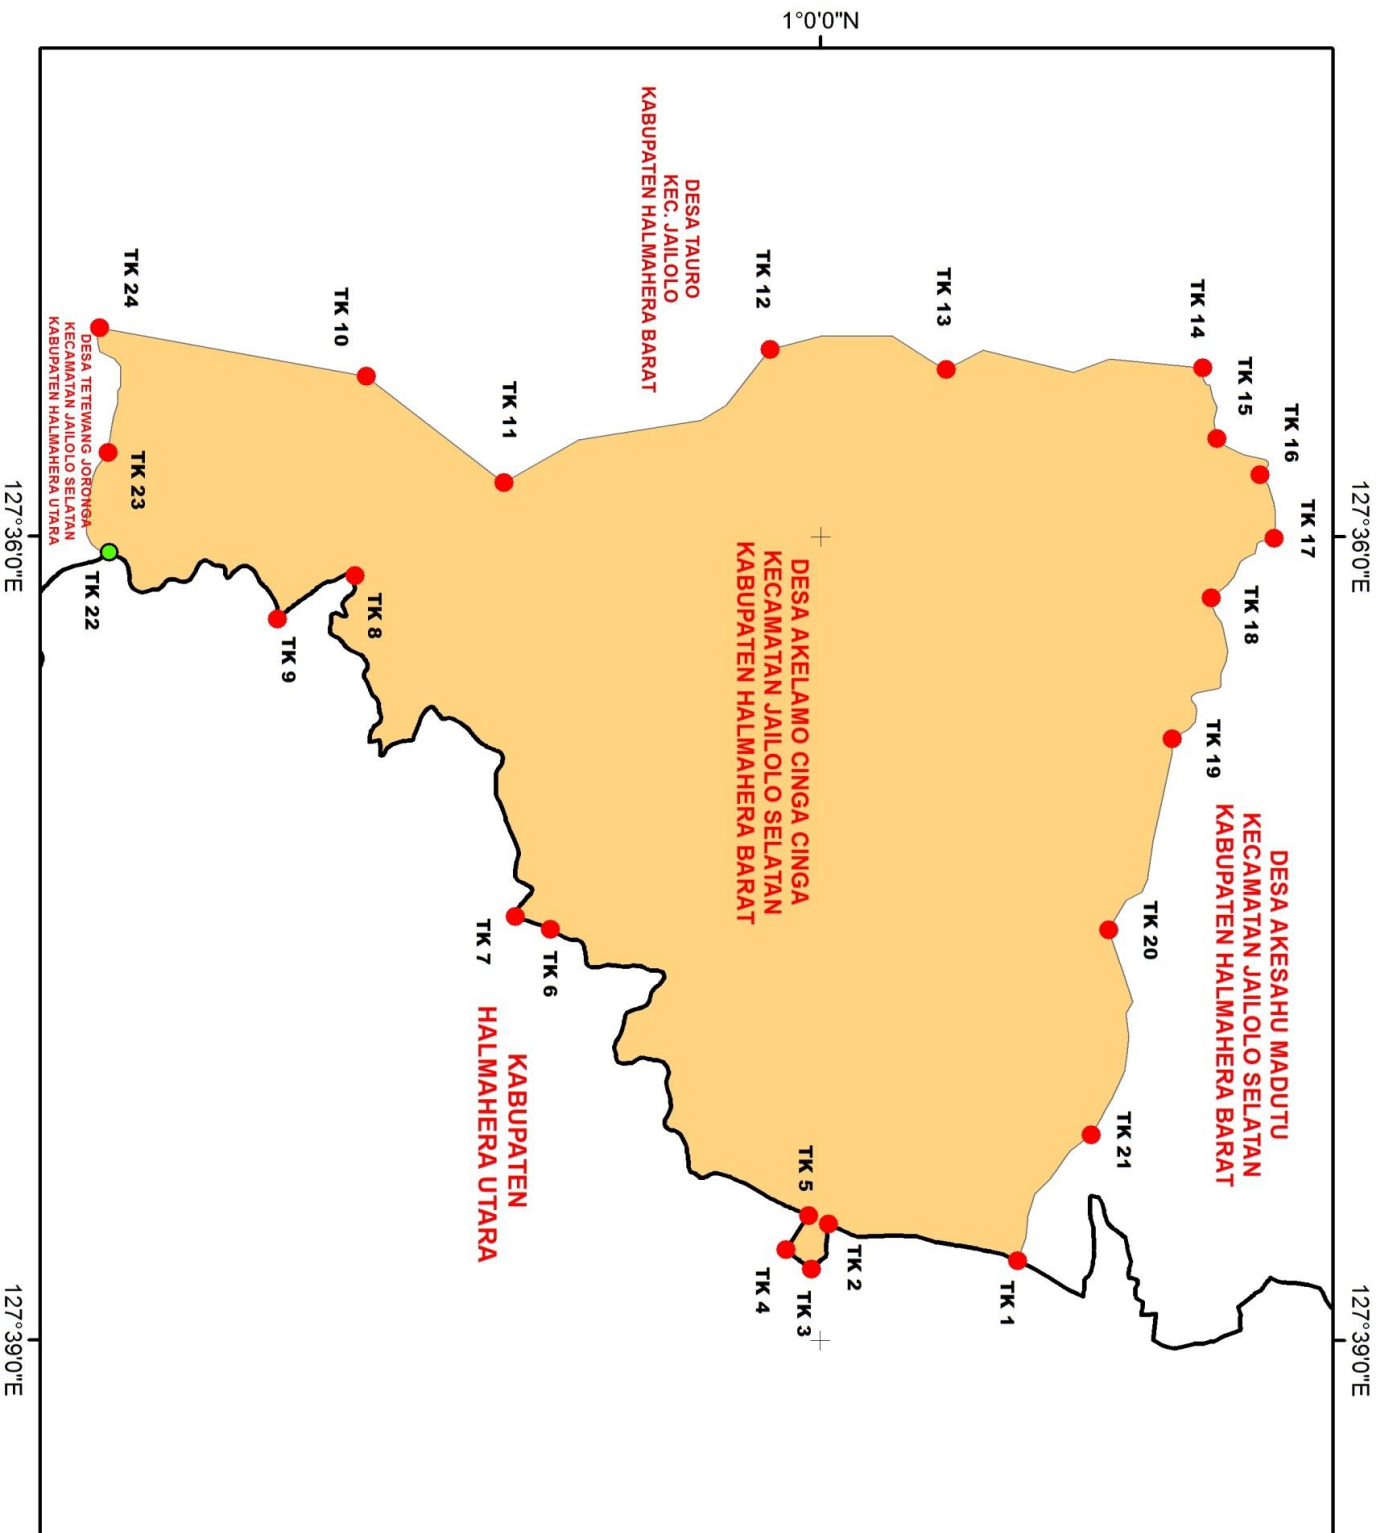 1°0'0"N
127°36'0"E
127°39'0"E
127°36'0"E
127°39'0"E
DESA AKESAHU MADUTU
KECAMATAN JAILOLO SELATAN
KABUPATEN HALMAHERA BARAT
TK 14
TK 15
TK 16
TK 17
TK 18
TK 19
TK 20
TK 21
TK 13
TK 12
DESA TAURO
KEC. JAILOLO
KABUPATEN HALMAHERA BARAT
DESA AKELAMO CINGA CINGA
KECAMATAN JAILOLO SELATAN
KABUPATEN HALMAHERA BARAT
TK 1
TK 2
TK 3
TK 4
TK 5
TK 6
TK 7
KABUPATEN
HALMAHERA UTARA
TK 11
TK 10
TK 8
TK 9
TK 24
TK 23
TK 22
DESA TETEWANG JORONGA
KECAMATAN JAILOLO SELATAN
KABUPATEN HALMAHERA UTARA